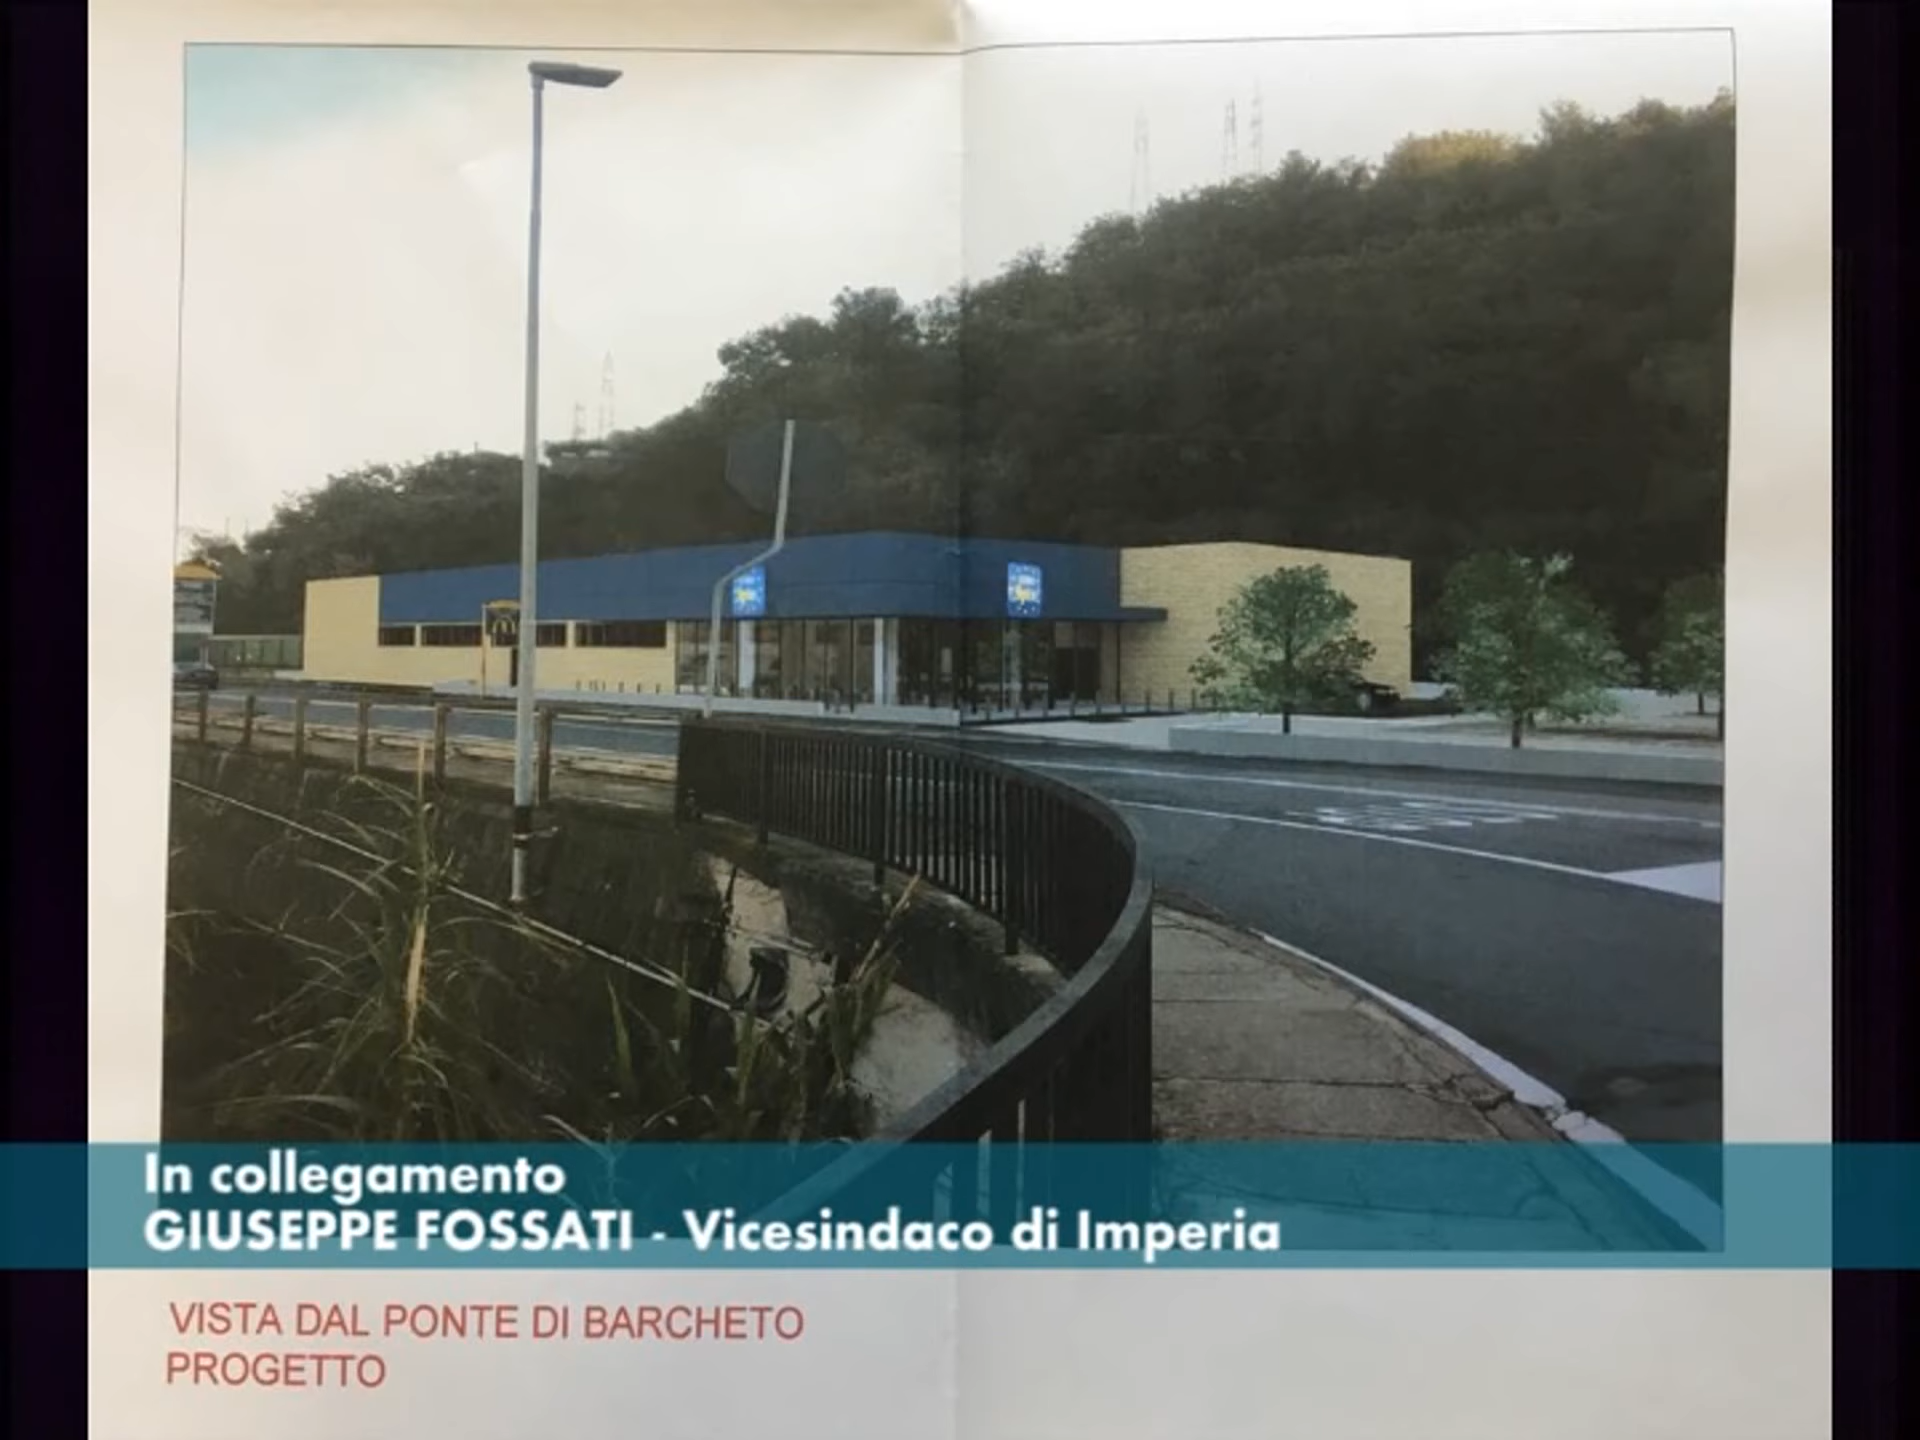 In collegamento
GIUSEPPE FOSSATI - Vicesindaco di Imperia
VISTA DAL PONTE DI BARCHETO
PROGETTO